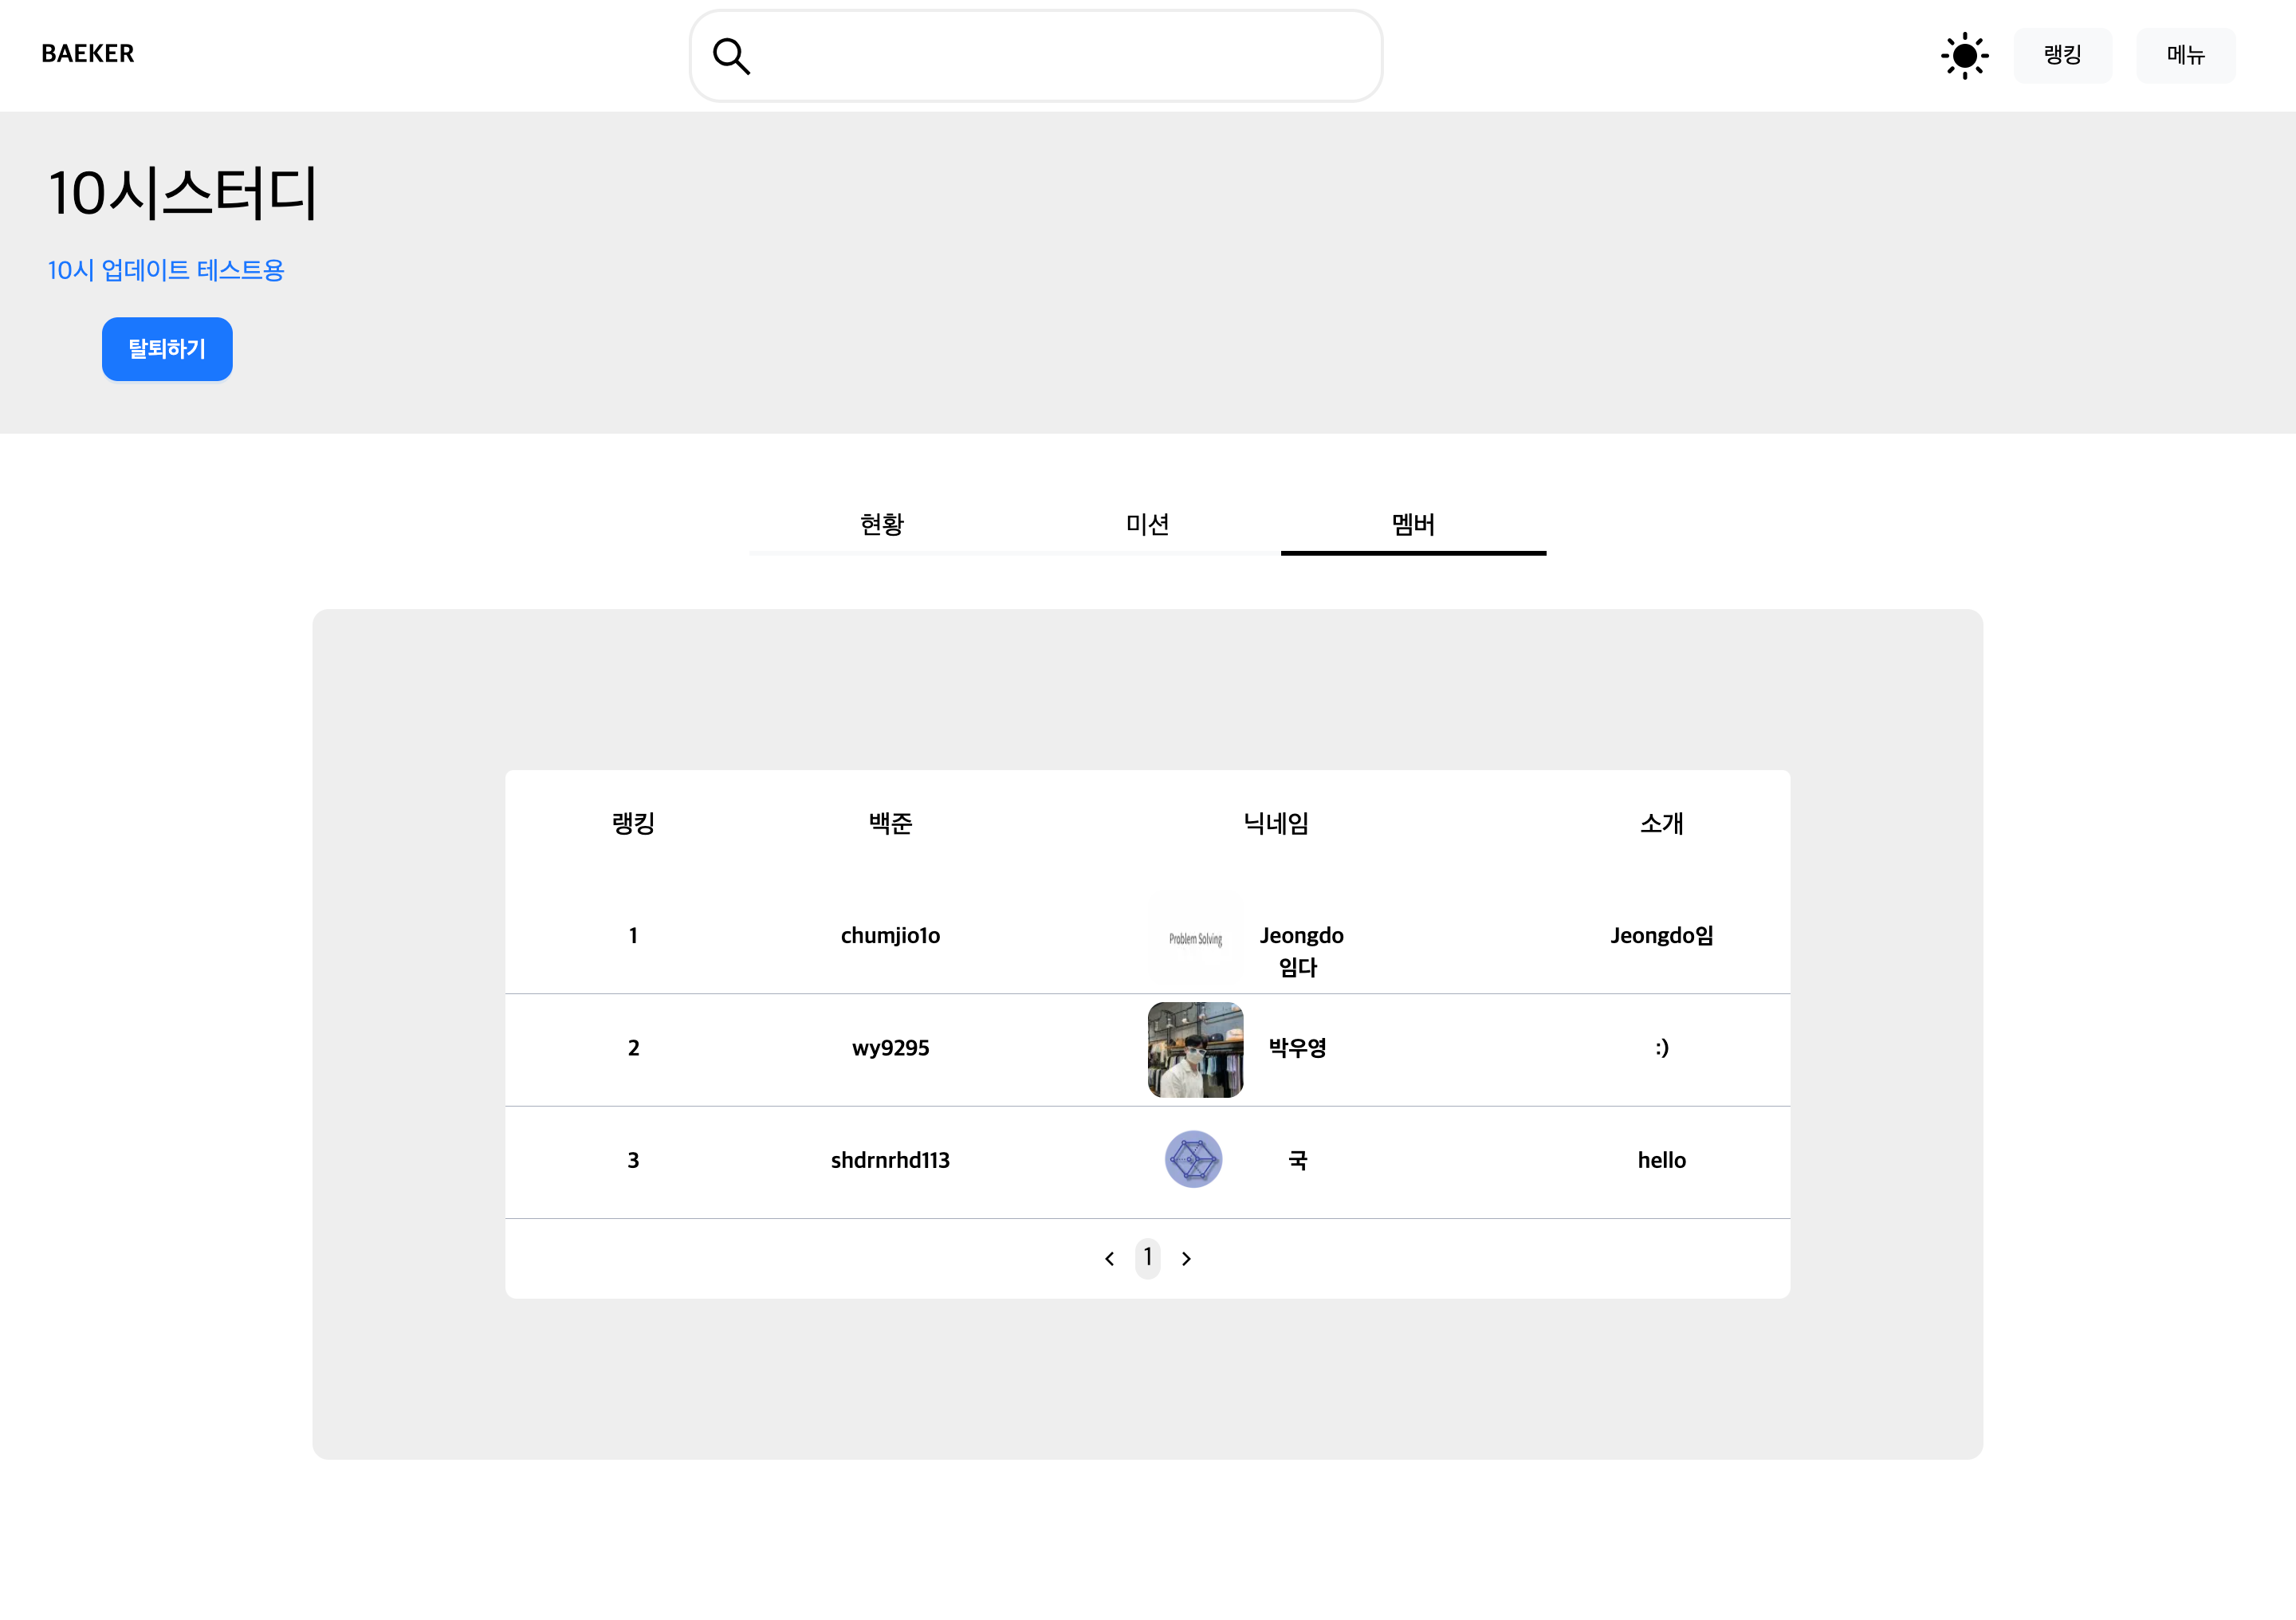 BAEKER
랭킹
메뉴
10시스터디
10시 업데이트 테스트용
탈퇴하기
현황 미션 멤버
랭킹 백준 닉네임 소개
1 chumjio1o Problem Solving Jeongdo Jeongdo임
임다
2 wy9295 박우영 :)
3 shdrnrhd113 국 hello
< 1 >